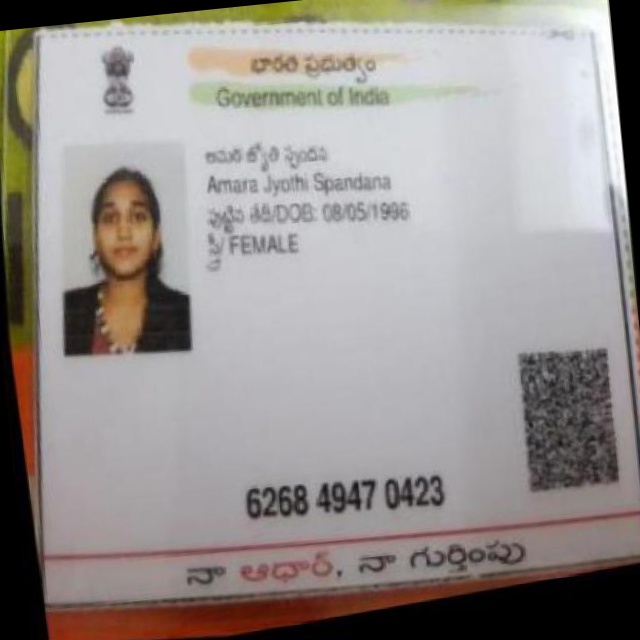 భారత ప్రభుత్వం
Government of India
అమర జ్యోతి స్పందన
Amara Jyothi Spandana
పుట్టిన తేదీ/DOB: 08/05/1996
స్త్రీ/ FEMALE
6268 4947 0423
నా ఆధార్, నా గుర్తింపు